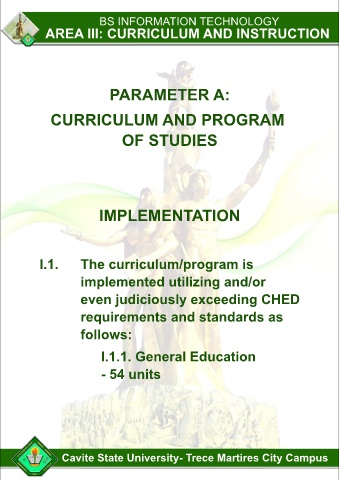 BS INFORMATION TECHNOLOGY
AREA III: CURRICULUM AND INSTRUCTION
PARAMETER A:
CURRICULUM AND PROGRAM
OF STUDIES
IMPLEMENTATION
I.1. The curriculum/program is
implemented utilizing and/or
even judiciously exceeding CHED
requirements and standards as
follows:
I.1.1. General Education
- 54 units
Cavite State University- Trece Martires City Campus